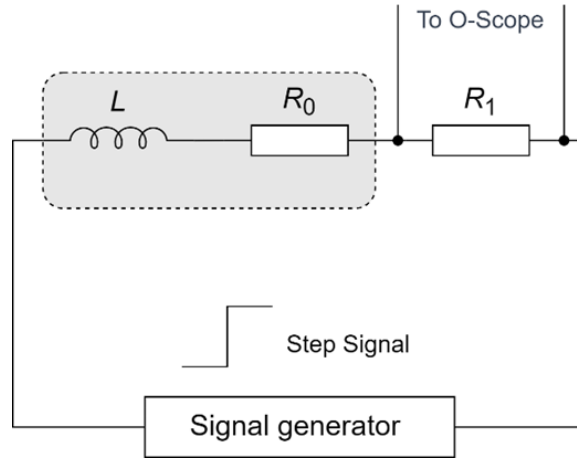 To O-Scope
L
R₀
R₁
Step Signal
Signal generator